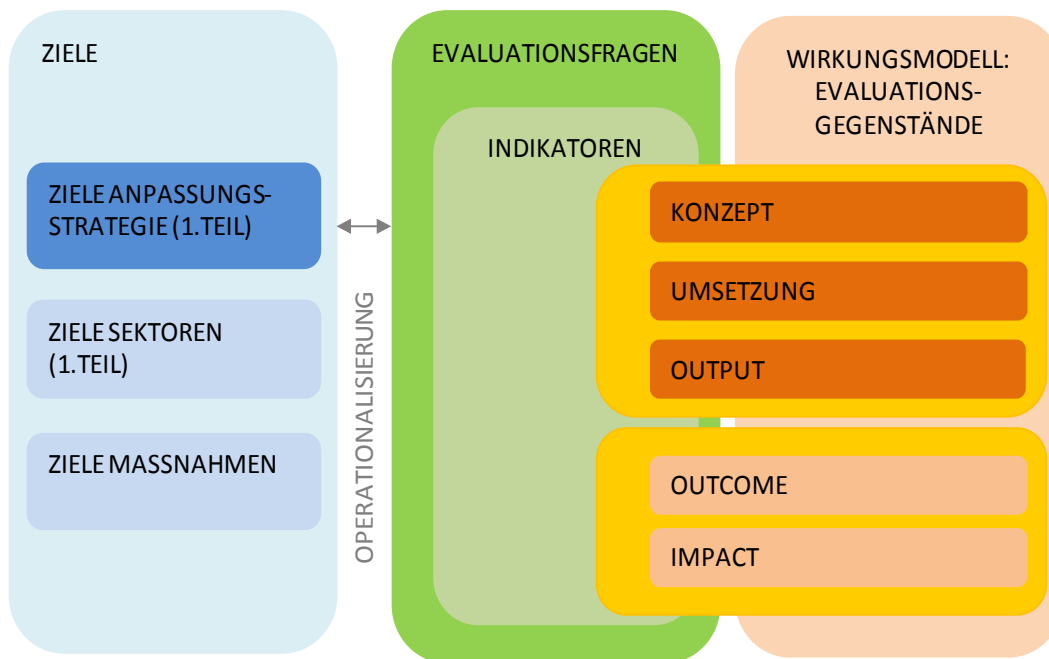 ZIELE
ZIELE ANPASSUNGS-
STRATEGIE (1.TEIL)
ZIELE SEKTOREN
(1.TEIL)
ZIELE MASSNAHMEN
OPERATIONALISIERUNG
EVALUATIONSFRAGEN
INDIKATOREN
WIRKUNGSMODELL:
EVALUATIONS-
GEGENSTÄNDE
KONZEPT
UMSETZUNG
OUTPUT
OUTCOME
IMPACT